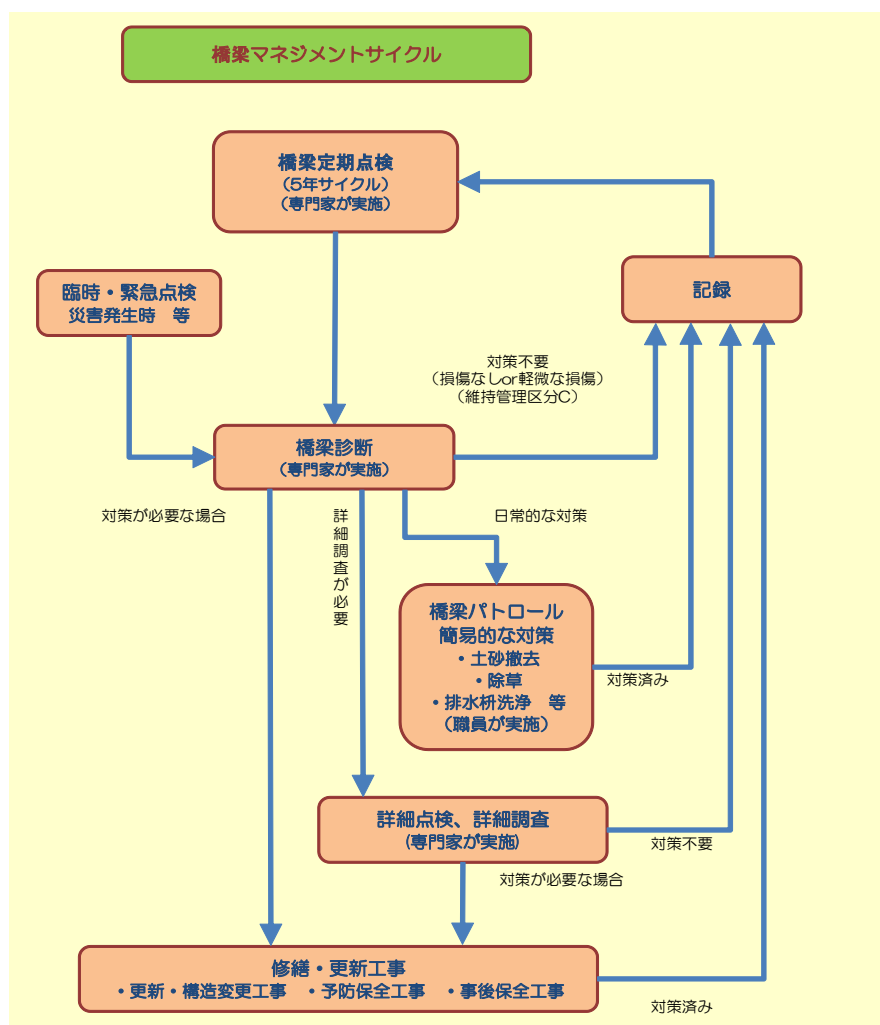 橋梁マネジメントサイクル
橋梁定期点検
（5年サイクル）
（専門家が実施）
臨時・緊急点検
災害発生時　等
記録
対策不要
（損傷なしor軽微な損傷）
（維持管理区分C）
橋梁診断
（専門家が実施）
対策が必要な場合
詳細調査が必要
日常的な対策
橋梁パトロール
簡易的な対策
・土砂撤去
・除草
・排水枡洗浄　等
（職員が実施）
対策済み
詳細点検、詳細調査
(専門家が実施)
対策不要
対策が必要な場合
修繕・更新工事
・更新・構造変更工事　・予防保全工事　・事後保全工事
対策済み